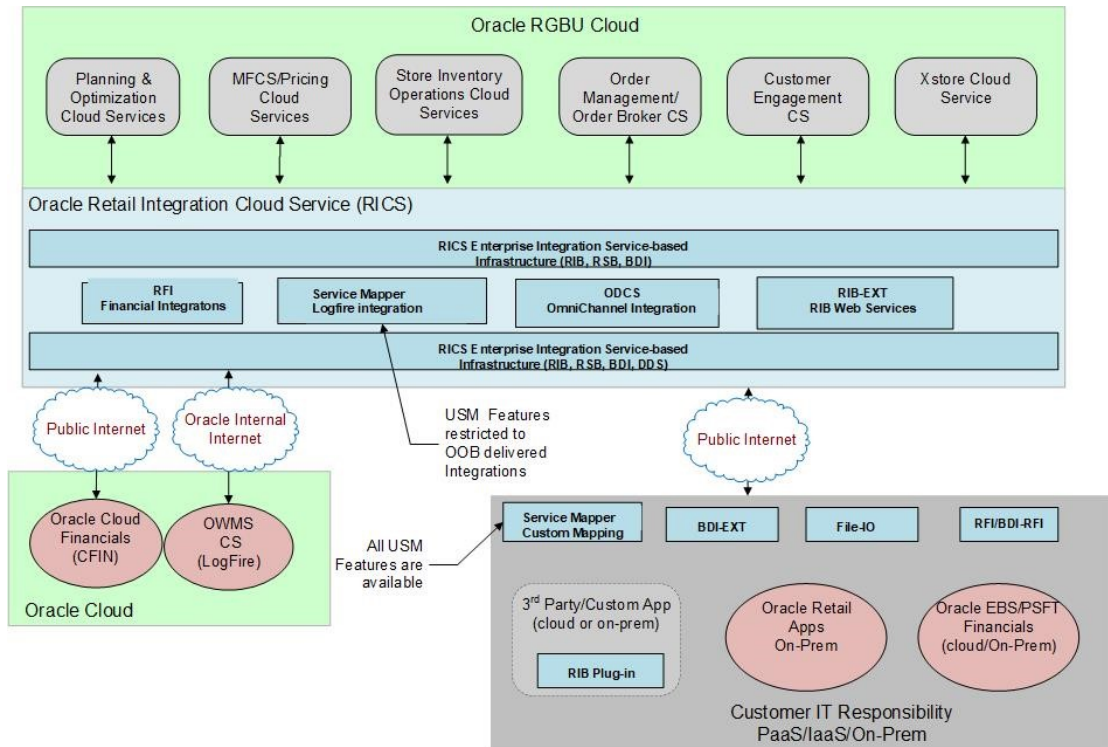 Oracle RGBU Cloud
Planning &
Optimization
Cloud Services
MFCS/Pricing
Cloud
Services
Store Inventory
Operations Cloud
Services
Order
Management/
Order Broker CS
Customer
Engagement
CS
Xstore Cloud
Service
Oracle Retail Integration Cloud Service (RICS)
RICS Enterprise Integration Service-based
Infrastructure (RIB, RSB, BDI)
RFI
Financial Integratons
Service Mapper
Logfire integration
ODCS
OmniChannel Integration
RIB-EXT
RIB Web Services
RICS Enterprise Integration Service-based
Infrastructure (RIB, RSB, BDI, DDS)
Public Internet
Oracle Internal
Internet
USM Features
restricted to
OOB delivered
Integrations
Public Internet
Oracle Cloud
Financials
(CFIN)
OWMS
CS
(LogFire)
Oracle Cloud
All USM
Features are
available
Service Mapper
Custom Mapping
BDI-EXT
File-IO
RFI/BDI-RFI
3rd Party/Custom App
(cloud or on-prem)
RIB Plug-in
Oracle Retail
Apps
On-Prem
Oracle EBS/PSFT
Financials
(cloud/On-Prem)
Customer IT Responsibility
PaaS/IaaS/On-Prem